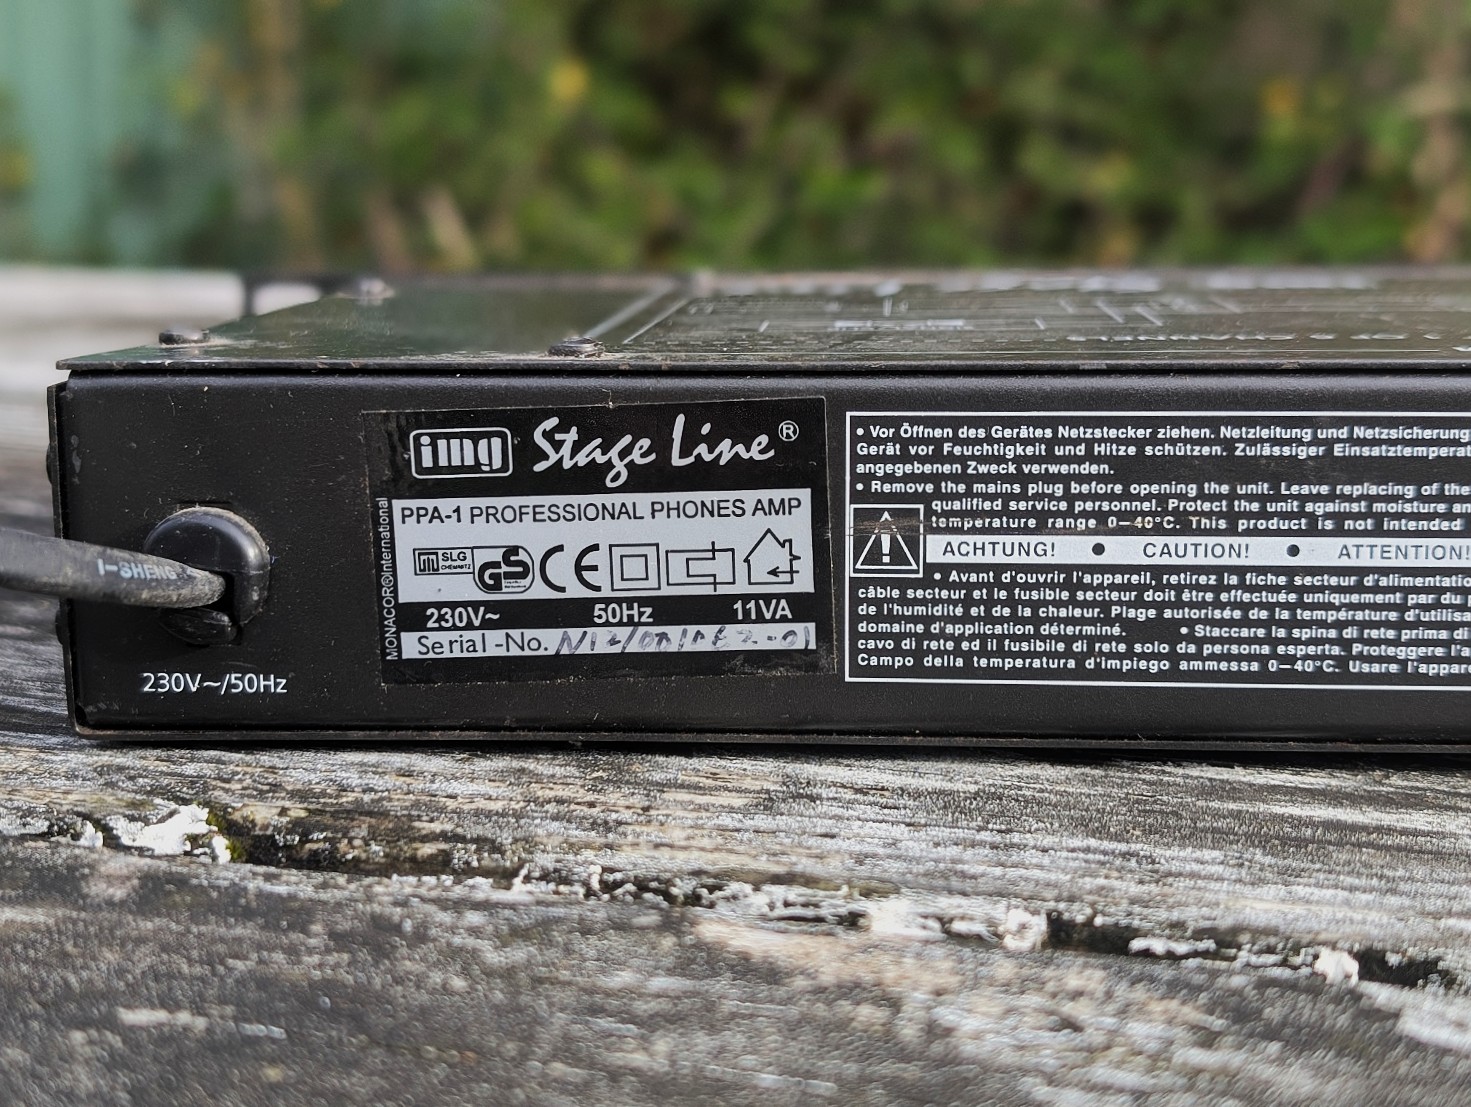 img Stage Line®
MONACOR®International
PPA-1 PROFESSIONAL PHONES AMP
SLG
GS
CE
230V~ 50Hz 11VA
Serial-No.
I-SHENG
230V~/50Hz
• Vor Öffnen des Gerätes Netzstecker ziehen. Netzleitung und Netzsicherung
Gerät vor Feuchtigkeit und Hitze schützen. Zulässiger Einsatztemperat
angegebenen Zweck verwenden.
• Remove the mains plug before opening the unit. Leave replacing of the
qualified service personnel. Protect the unit against moisture an
temperature range 0–40°C. This product is not intended
ACHTUNG! • CAUTION! • ATTENTION!
• Avant d'ouvrir l'appareil, retirez la fiche secteur d'alimentatio
câble secteur et le fusible secteur doit être effectuée uniquement par du p
de l'humidité et de la chaleur. Plage autorisée de la température d'utilisa
domaine d'application déterminé. • Staccare la spina di rete prima di
cavo di rete ed il fusibile di rete solo da persona esperta. Proteggere l'a
Campo della temperatura d'impiego ammessa 0–40°C. Usare l'appare